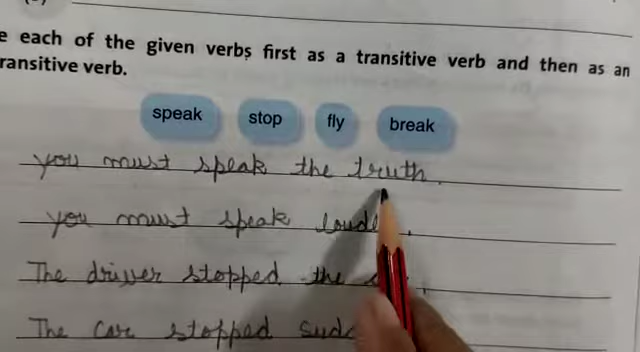 e each of the given verbs first as a transitive verb and then as an
ransitive verb.
speak stop fly break
you must speak the truth.
you must speak
The driver stopped the
The car stopped